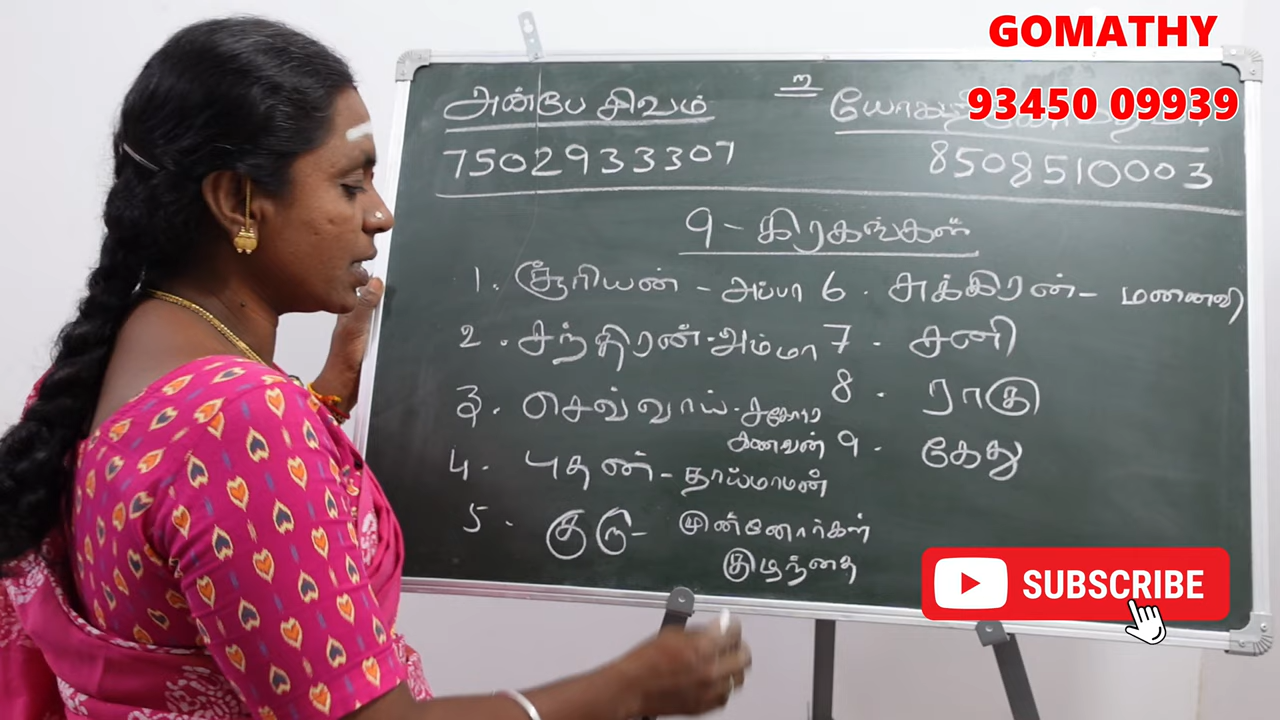 GOMATHY
93450 09939
அன்பே சிவம்
7502933307
8508510003
9 - கிரகங்கள்
1. சூரியன் - அப்பா
2. சந்திரன் - அம்மா
3. செவ்வாய் - சகோதர
கணவன்
4. புதன் - தாய்மாமன்
5. குரு - முன்னோர்கள்
குழந்தை
6. சுக்கிரன் - மனைவி
7. சனி
8. ராகு
9. கேது
SUBSCRIBE